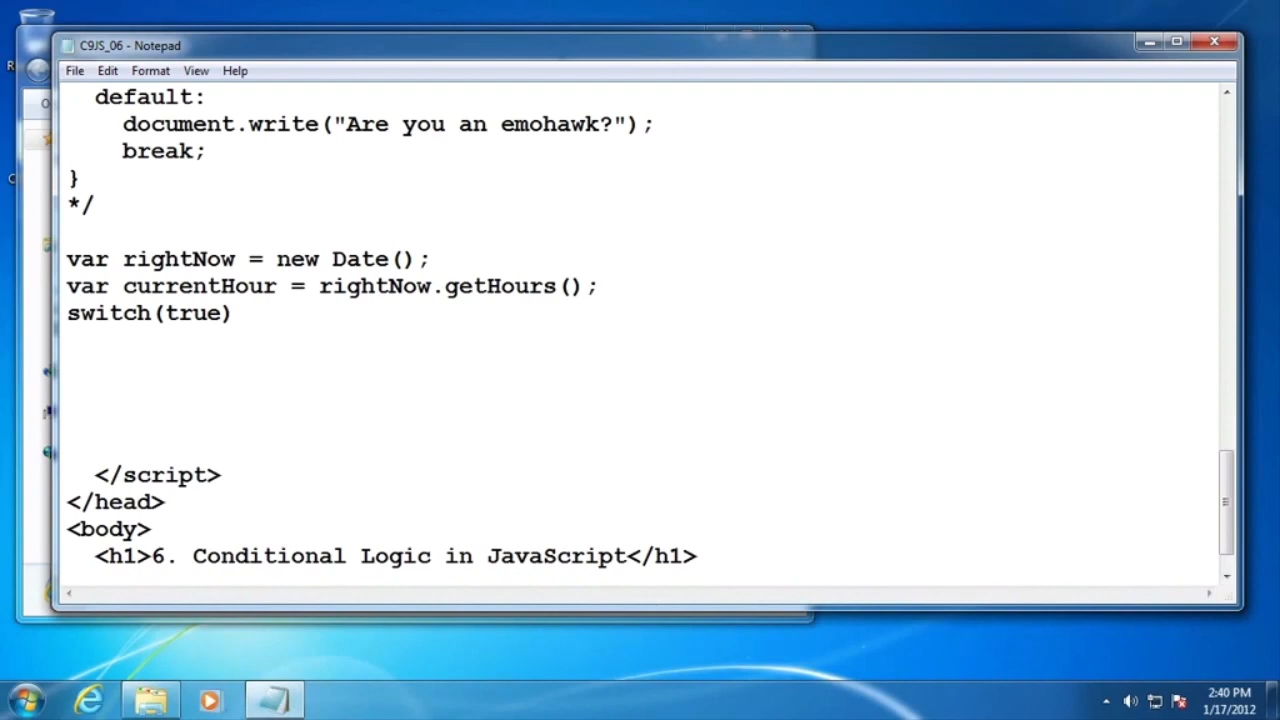 C9JS_06 - Notepad
File Edit Format View Help
default:
document.write("Are you an emohawk?");
break;
}
*/
var rightNow = new Date();
var currentHour = rightNow.getHours();
switch(true)
</script>
</head>
<body>
<h1>6. Conditional Logic in JavaScript</h1>
2:40 PM
1/17/2012